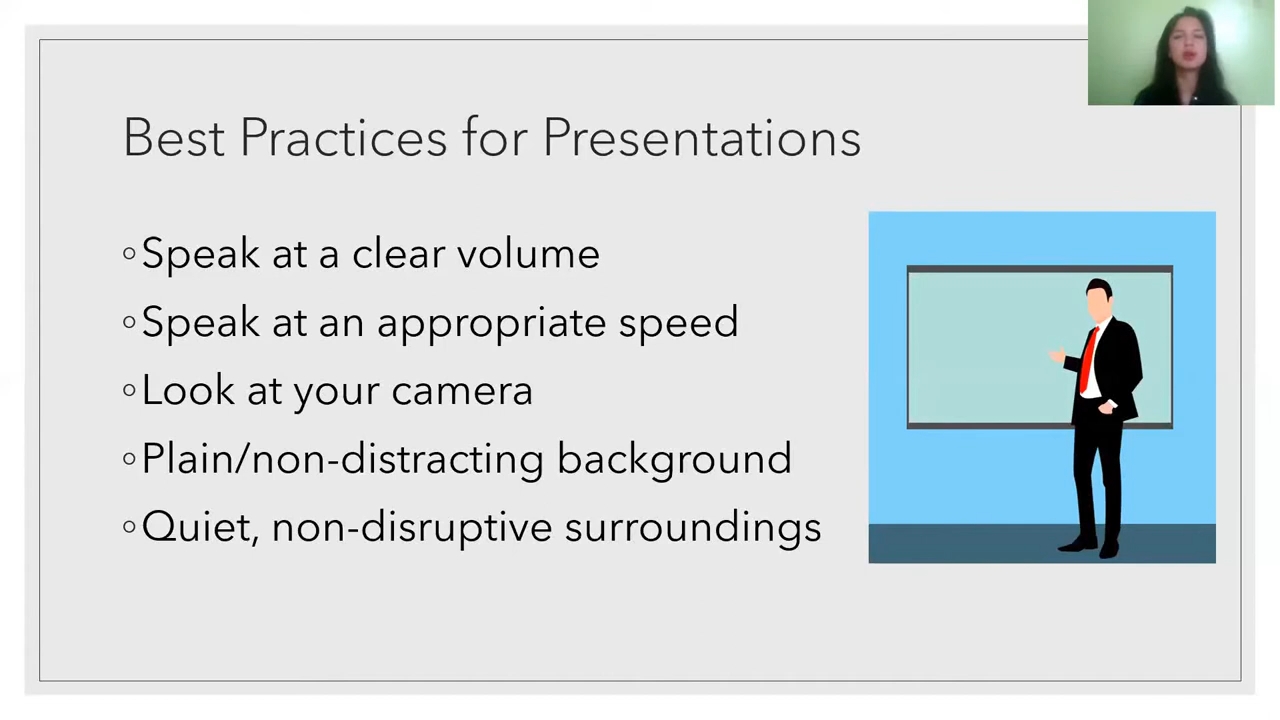 Best Practices for Presentations
◦Speak at a clear volume
◦Speak at an appropriate speed
◦Look at your camera
◦Plain/non-distracting background
◦Quiet, non-disruptive surroundings